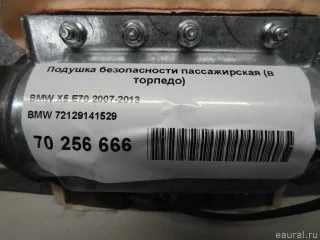 Подушка безопасности пассажирская (в
торпедо)
BMW X5 E70 2007-2013
BMW 72129141529
70 256 666
eaural.ru